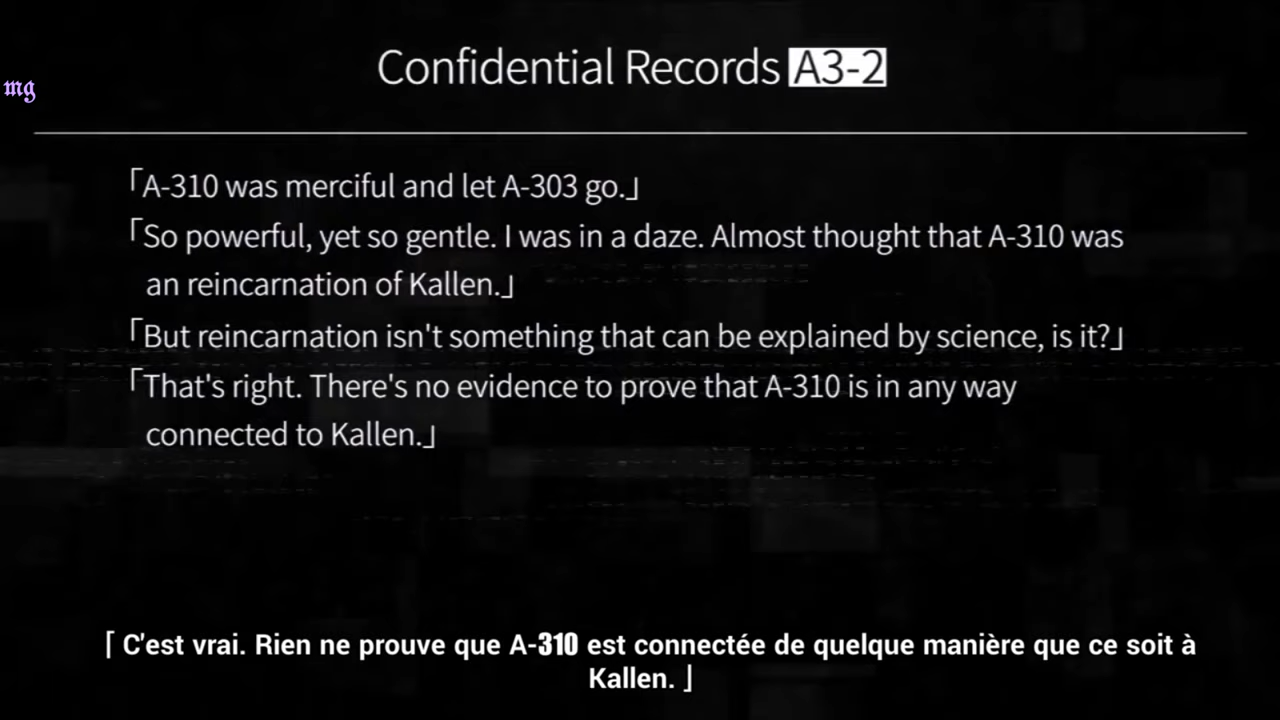 Confidential Records A3-2
mg
「A-310 was merciful and let A-303 go.」
「So powerful, yet so gentle. I was in a daze. Almost thought that A-310 was
an reincarnation of Kallen.」
「But reincarnation isn't something that can be explained by science, is it?」
「That's right. There's no evidence to prove that A-310 is in any way
connected to Kallen.」
「 C'est vrai. Rien ne prouve que A-310 est connectée de quelque manière que ce soit à
Kallen. 」